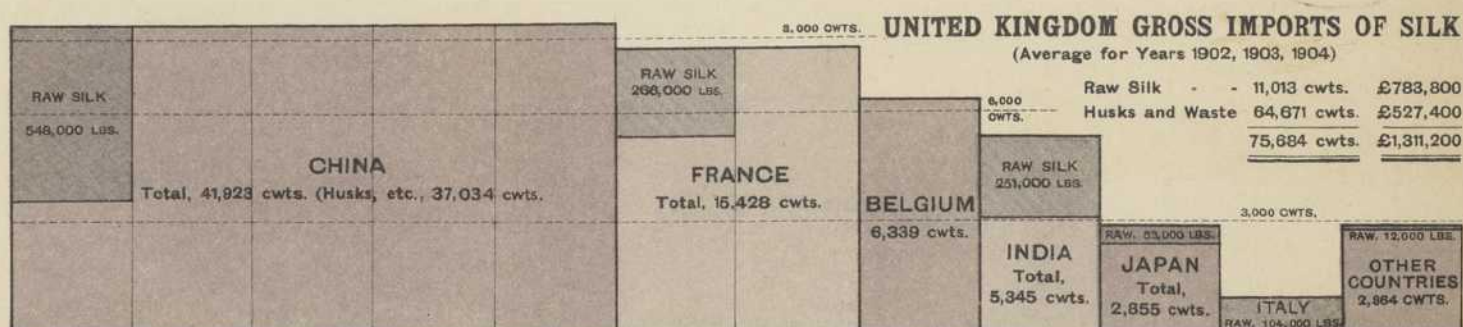 UNITED KINGDOM GROSS IMPORTS OF SILK
(Average for Years 1902, 1903, 1904)
Raw Silk - - 11,013 cwts. £783,800
Husks and Waste 64,671 cwts. £527,400
75,684 cwts. £1,311,200
8,000 CWTS.
6,000
CWTS.
3,000 CWTS.
RAW SILK
548,000 LBS.
CHINA
Total, 41,923 cwts. (Husks, etc., 37,034 cwts.
RAW SILK
266,000 LBS.
FRANCE
Total, 15,428 cwts.
BELGIUM
6,339 cwts.
RAW SILK
251,000 LBS
INDIA
Total,
5,345 cwts.
RAW. 53,000 LBS.
JAPAN
Total,
2,855 cwts.
ITALY
RAW. 104,000 LBS
RAW. 12,000 LBS.
OTHER
COUNTRIES
2,864 CWTS.